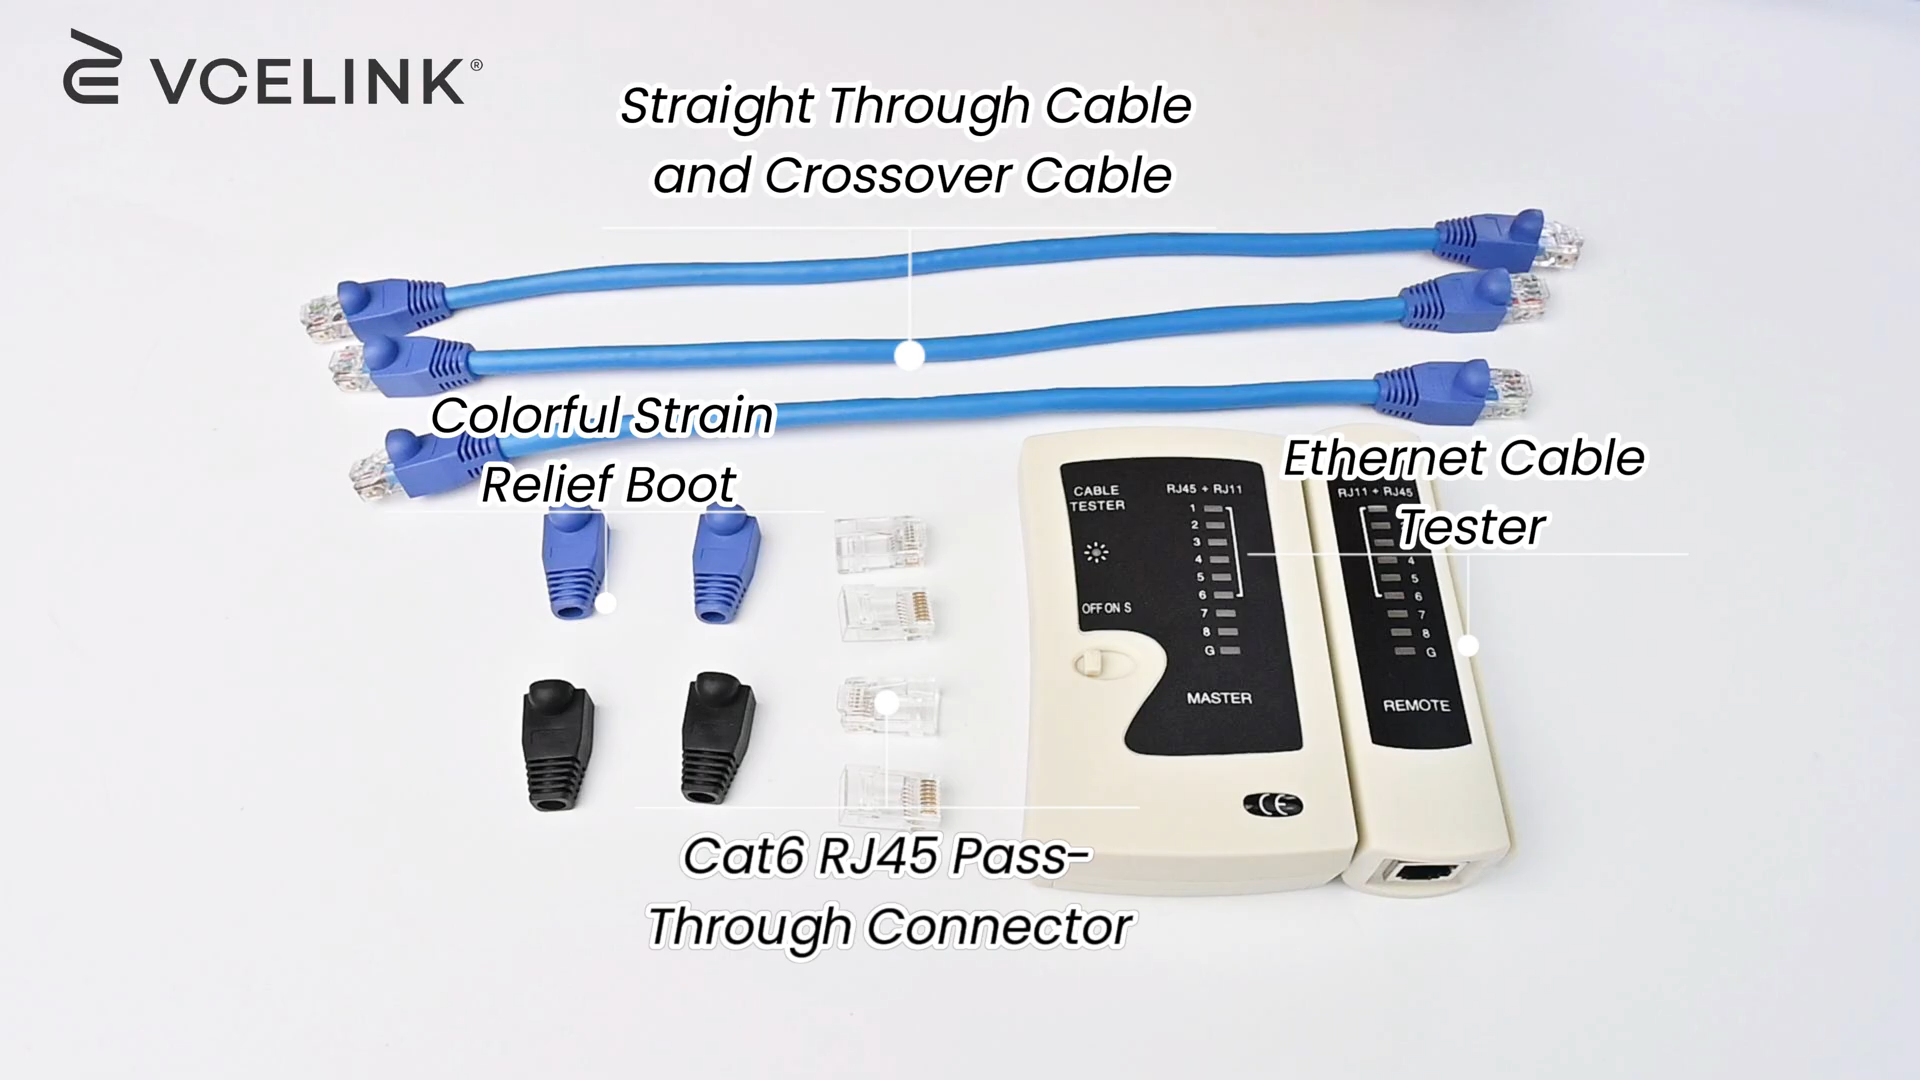 VCELINK®
Straight Through Cable
and Crossover Cable
Colorful Strain
Relief Boot
Ethernet Cable
Tester
CABLE
TESTER
RJ45 + RJ11
1
2
3
4
5
6
7
8
G
OFF ON S
MASTER
RJ11 + RJ45
4
5
6
7
8
G
REMOTE
CE
Cat6 RJ45 Pass-
Through Connector